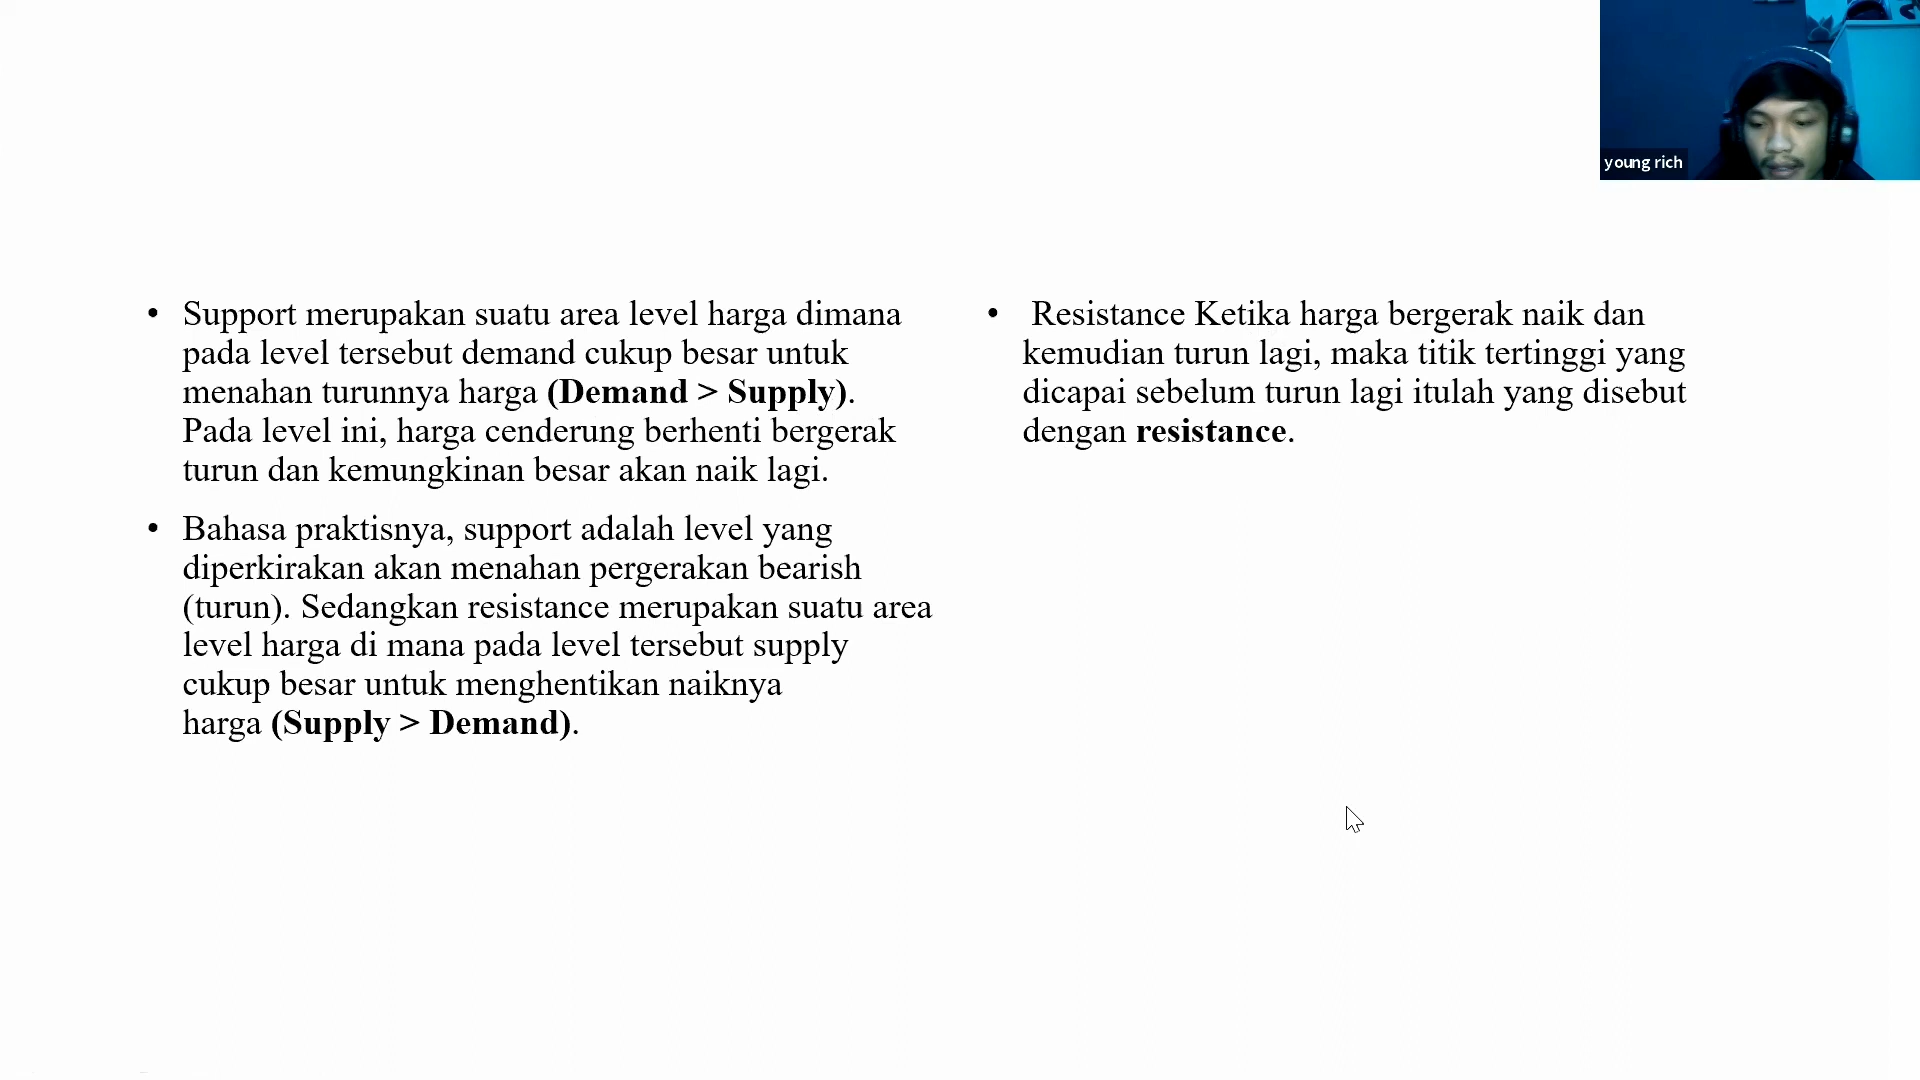 • Support merupakan suatu area level harga dimana
pada level tersebut demand cukup besar untuk
menahan turunnya harga (Demand > Supply).
Pada level ini, harga cenderung berhenti bergerak
turun dan kemungkinan besar akan naik lagi.
• Bahasa praktisnya, support adalah level yang
diperkirakan akan menahan pergerakan bearish
(turun). Sedangkan resistance merupakan suatu area
level harga di mana pada level tersebut supply
cukup besar untuk menghentikan naiknya
harga (Supply > Demand).
• Resistance Ketika harga bergerak naik dan
kemudian turun lagi, maka titik tertinggi yang
dicapai sebelum turun lagi itulah yang disebut
dengan resistance.
young rich